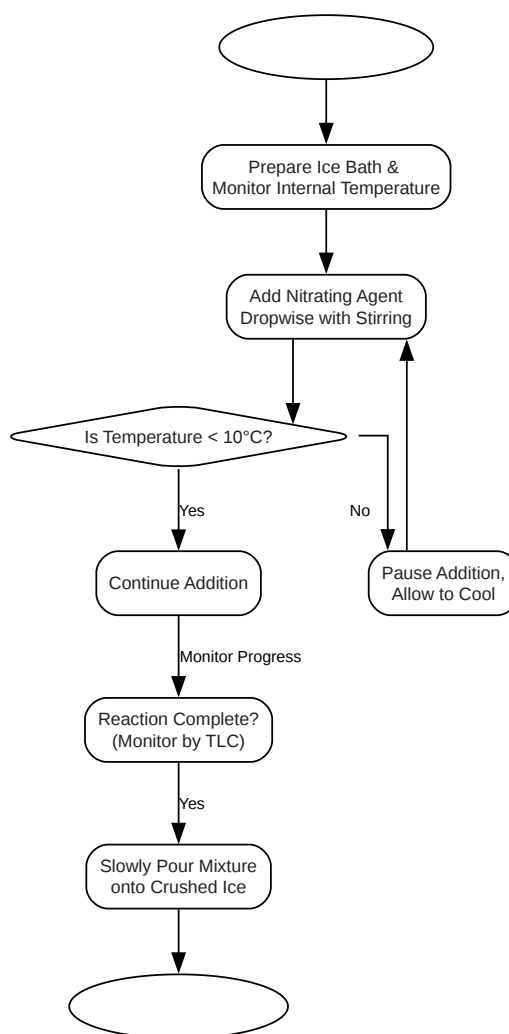 Prepare Ice Bath &
Monitor Internal Temperature
Add Nitrating Agent
Dropwise with Stirring
Is Temperature < 10°C?
Yes
No
Continue Addition
Pause Addition,
Allow to Cool
Monitor Progress
Reaction Complete?
(Monitor by TLC)
Yes
Slowly Pour Mixture
onto Crushed Ice